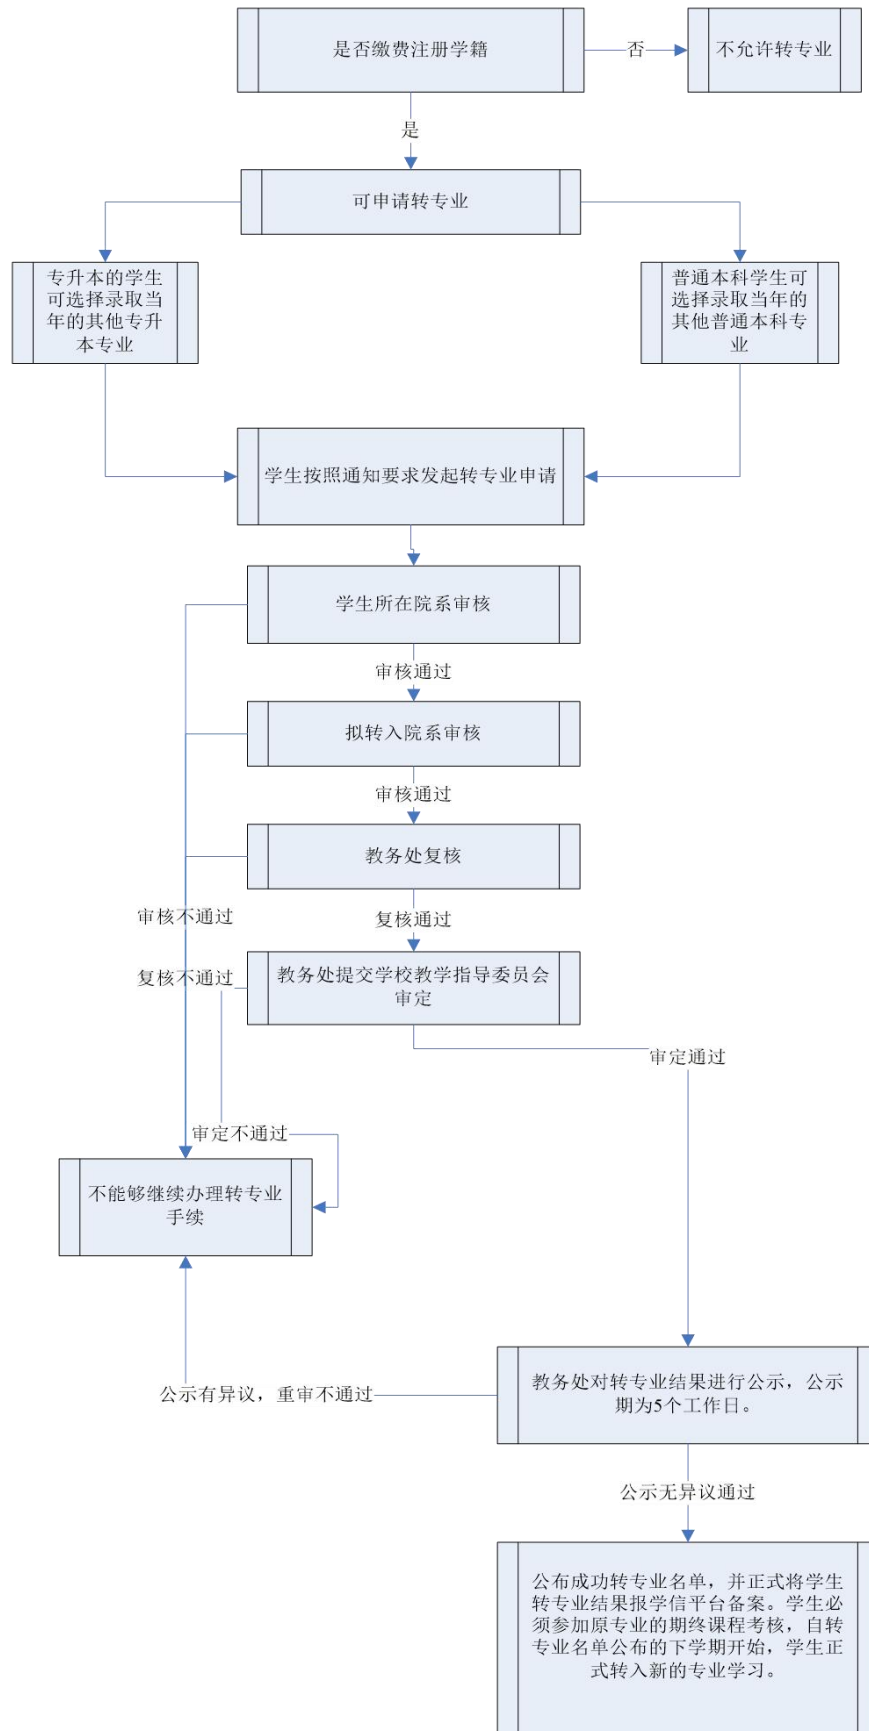 是否缴费注册学籍
否
不允许转专业
是
可申请转专业
专升本的学生
可选择录取当
年的其他专升
本专业
普通本科学生可
选择录取当年的
其他普通本科专
业
学生按照通知要求发起转专业申请
学生所在院系审核
审核通过
拟转入院系审核
审核通过
教务处复核
审核不通过
复核通过
复核不通过
教务处提交学校教学指导委员会
审定
审定通过
审定不通过
不能够继续办理转专业
手续
教务处对转专业结果进行公示，公示
期为5个工作日。
公示有异议，重审不通过
公示无异议通过
公布成功转专业名单，并正式将学生
转专业结果报学信平台备案。学生必
须参加原专业的期终课程考核，自转
专业名单公布的下学期开始，学生正
式转入新的专业学习。